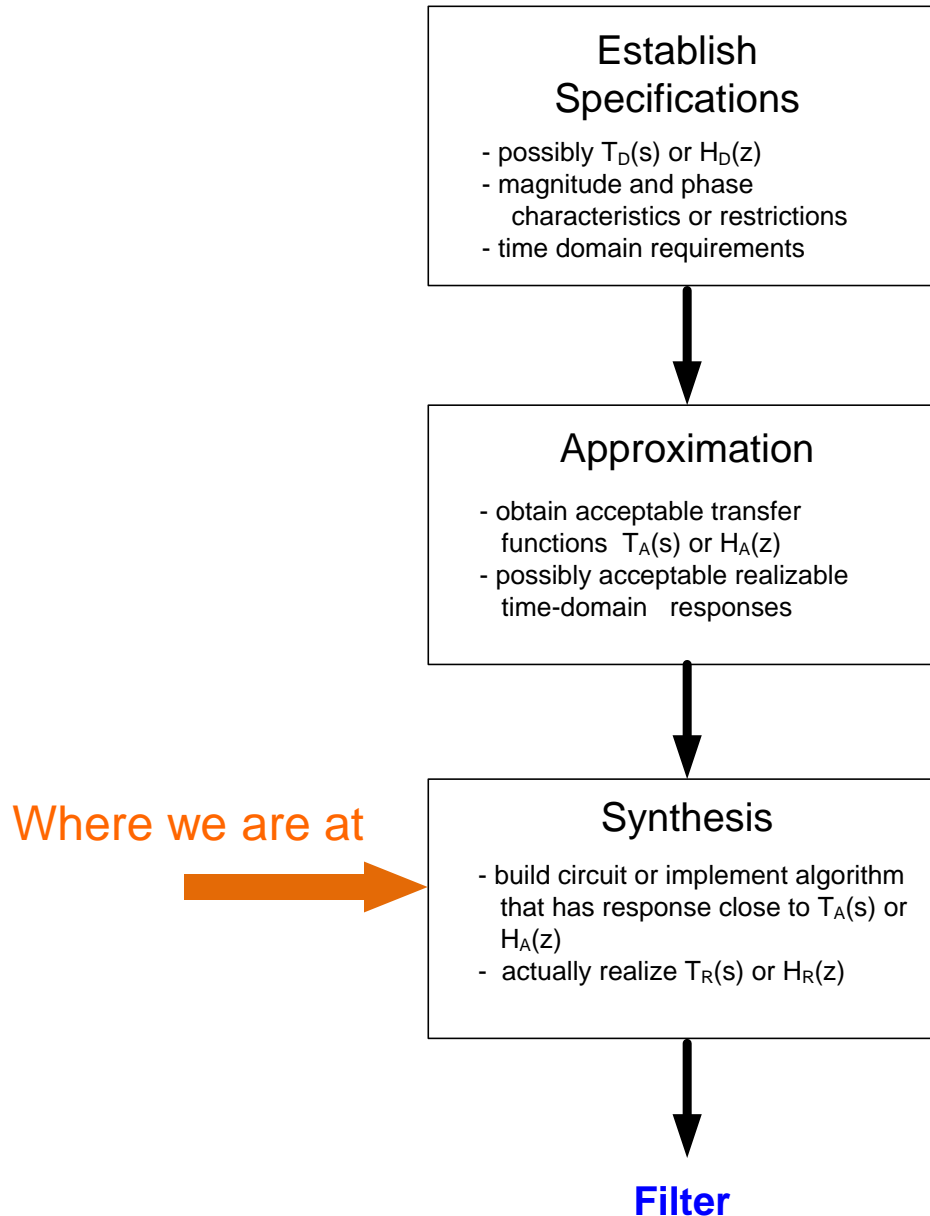 Establish
Specifications
- possibly T_D(s) or H_D(z)
- magnitude and phase
characteristics or restrictions
- time domain requirements
Approximation
- obtain acceptable transfer
functions T_A(s) or H_A(z)
- possibly acceptable realizable
time-domain responses
Where we are at
Synthesis
- build circuit or implement algorithm
that has response close to T_A(s) or
H_A(z)
- actually realize T_R(s) or H_R(z)
Filter